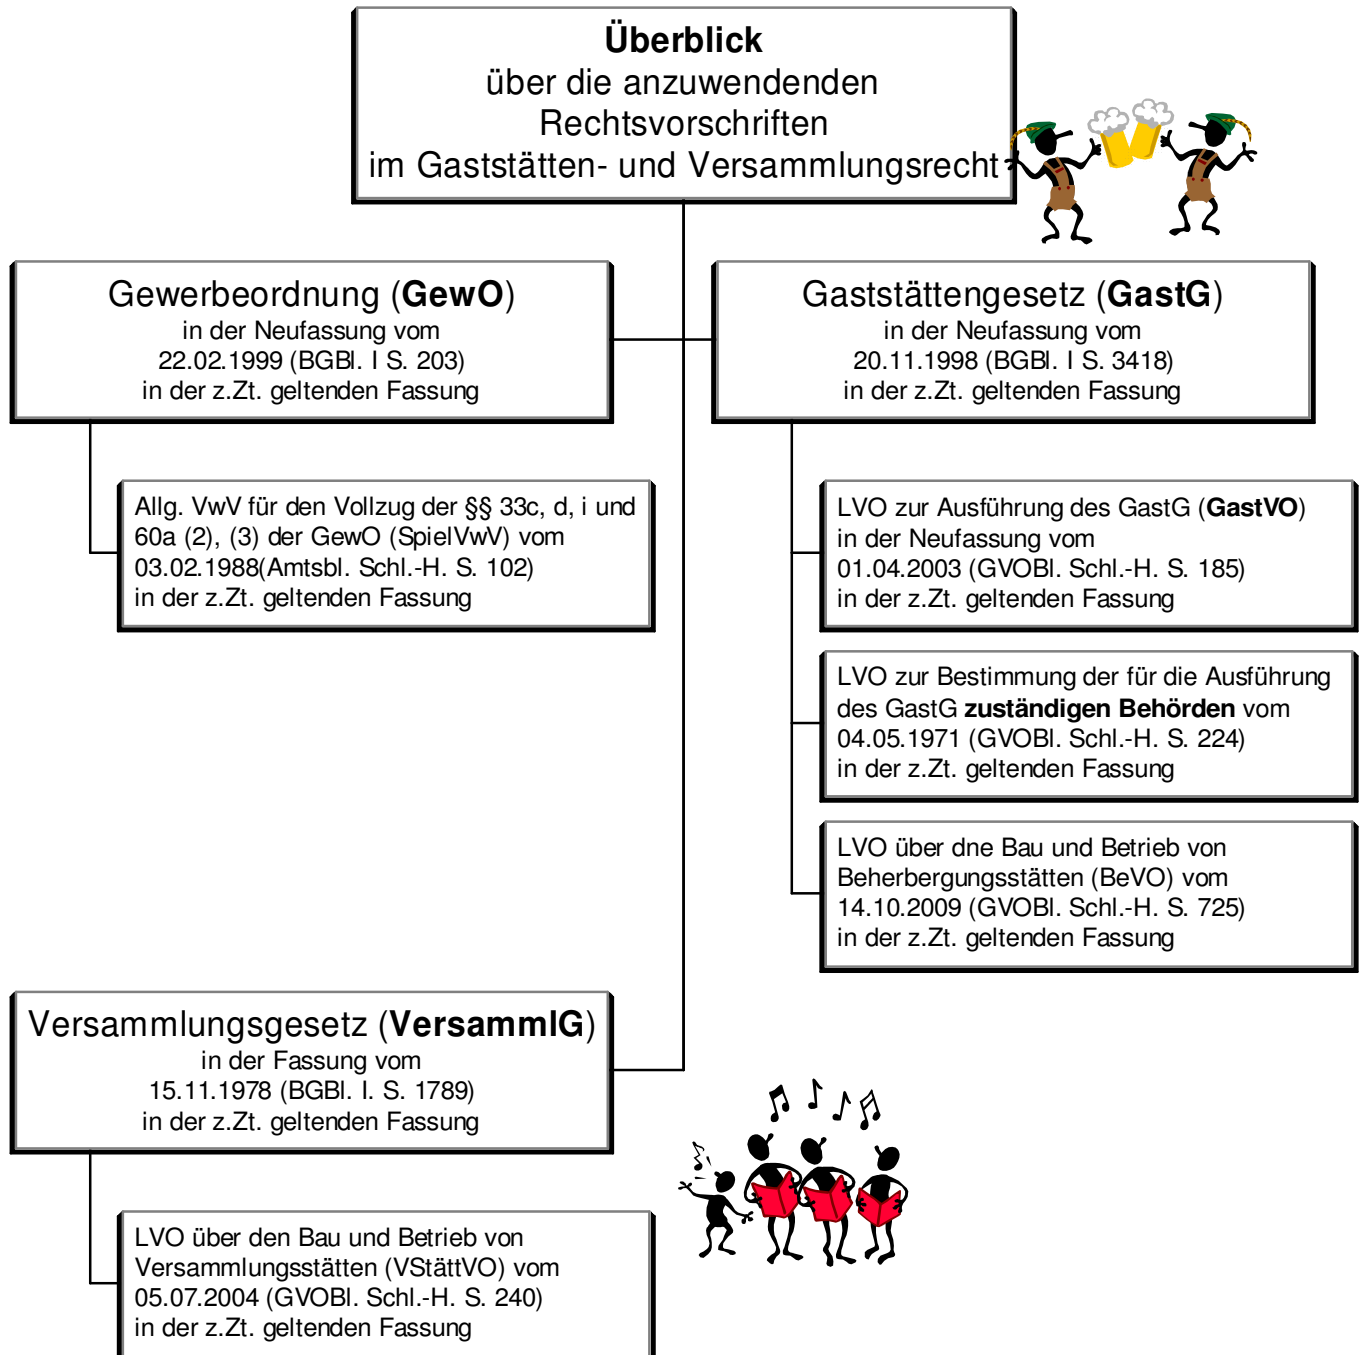 Überblick
über die anzuwendenden
Rechtsvorschriften
im Gaststätten- und Versammlungsrecht
Gewerbeordnung (GewO)
in der Neufassung vom
22.02.1999 (BGBl. I S. 203)
in der z.Zt. geltenden Fassung
Allg. VwV für den Vollzug der §§ 33c, d, i und
60a (2), (3) der GewO (SpielVwV) vom
03.02.1988(Amtsbl. Schl.-H. S. 102)
in der z.Zt. geltenden Fassung
Gaststättengesetz (GastG)
in der Neufassung vom
20.11.1998 (BGBl. I S. 3418)
in der z.Zt. geltenden Fassung
LVO zur Ausführung des GastG (GastVO)
in der Neufassung vom
01.04.2003 (GVOBl. Schl.-H. S. 185)
in der z.Zt. geltenden Fassung
LVO zur Bestimmung der für die Ausführung
des GastG zuständigen Behörden vom
04.05.1971 (GVOBl. Schl.-H. S. 224)
in der z.Zt. geltenden Fassung
LVO über dne Bau und Betrieb von
Beherbergungsstätten (BeVO) vom
14.10.2009 (GVOBl. Schl.-H. S. 725)
in der z.Zt. geltenden Fassung
Versammlungsgesetz (VersammlG)
in der Fassung vom
15.11.1978 (BGBl. I. S. 1789)
in der z.Zt. geltenden Fassung
LVO über den Bau und Betrieb von
Versammlungsstätten (VStättVO) vom
05.07.2004 (GVOBl. Schl.-H. S. 240)
in der z.Zt. geltenden Fassung